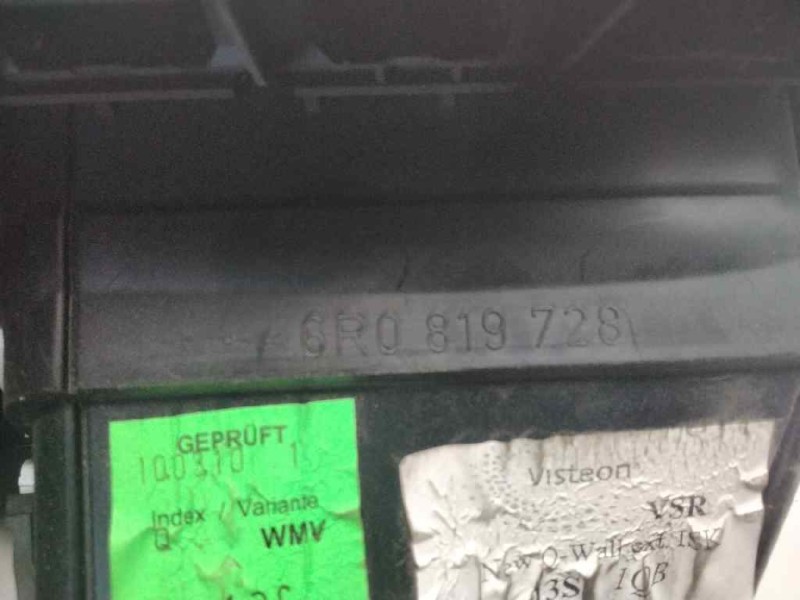 6R0 819 728
GEPRÜFT
100310 1
Index / Variante
Q WMV
Visteon
VSR
New Q-Wall ext. ISK
13S 1QB